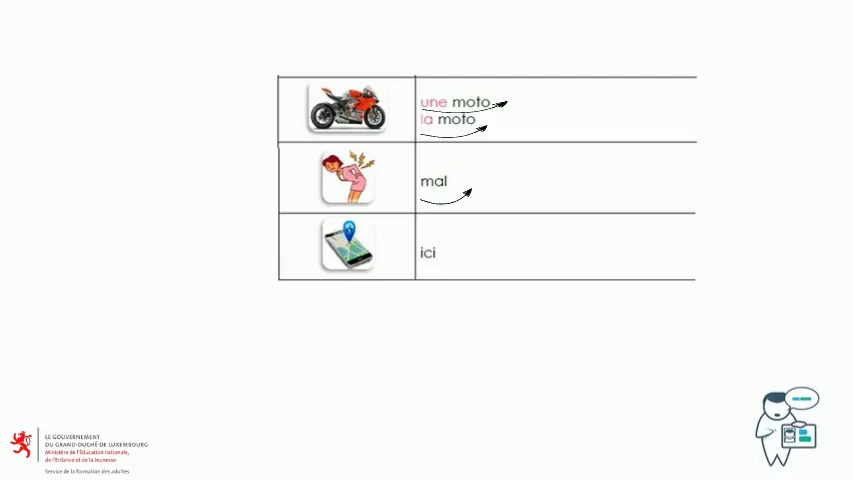 une moto
la moto
mal
ici
LE GOUVERNEMENT
DU GRAND-DUCHÉ DE LUXEMBOURG
Ministère de l'Éducation nationale,
de l'Enfance et de la Jeunesse
Service de la formation des adultes